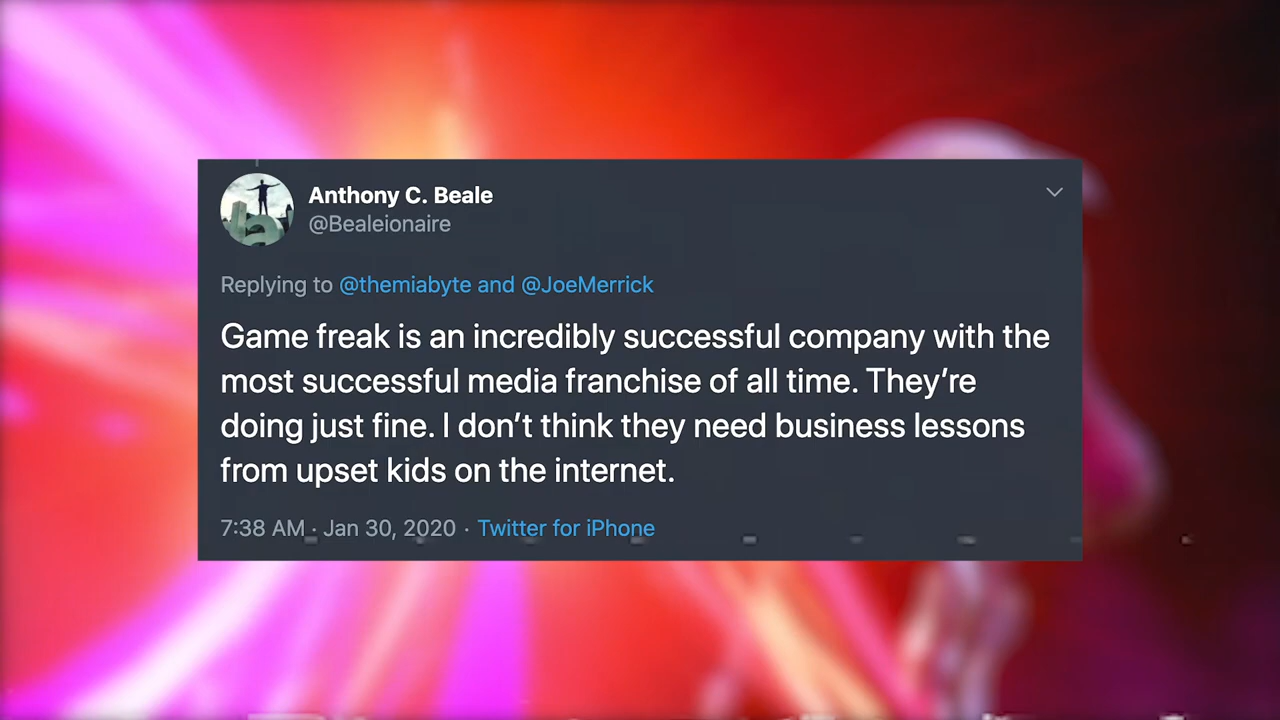 Anthony C. Beale
@Bealeionaire
Replying to @themiabyte and @JoeMerrick
Game freak is an incredibly successful company with the
most successful media franchise of all time. They’re
doing just fine. I don’t think they need business lessons
from upset kids on the internet.
7:38 AM · Jan 30, 2020 · Twitter for iPhone